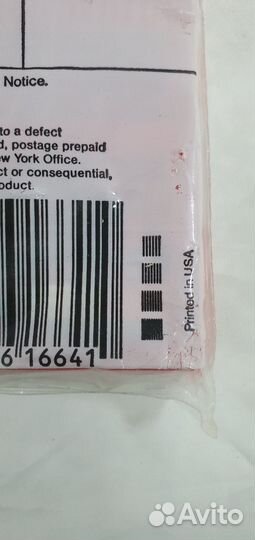 Notice.
to a defect
d, postage prepaid
ew York Office.
ct or consequential,
oduct.
6 16641
Printed in USA
Avito